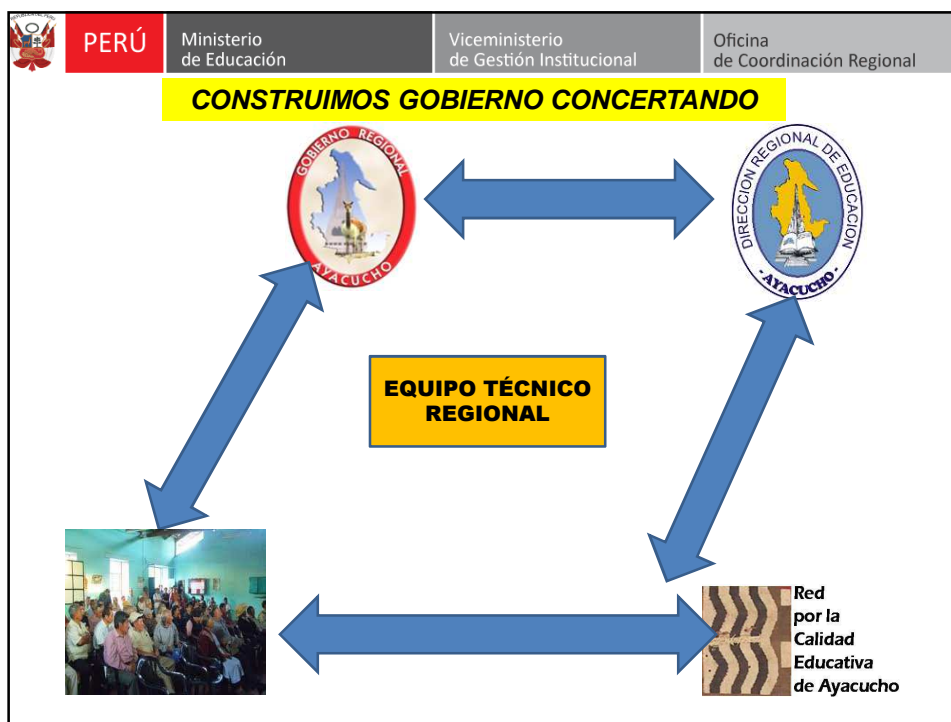 PERÚ
Ministerio
de Educación
Viceministerio
de Gestión Institucional
Oficina
de Coordinación Regional
CONSTRUIMOS GOBIERNO CONCERTANDO
GOBIERNO REGIONAL
AYACUCHO
DIRECCION REGIONAL DE EDUCACION
- AYACUCHO -
EQUIPO TÉCNICO
REGIONAL
Red
por la
Calidad
Educativa
de Ayacucho